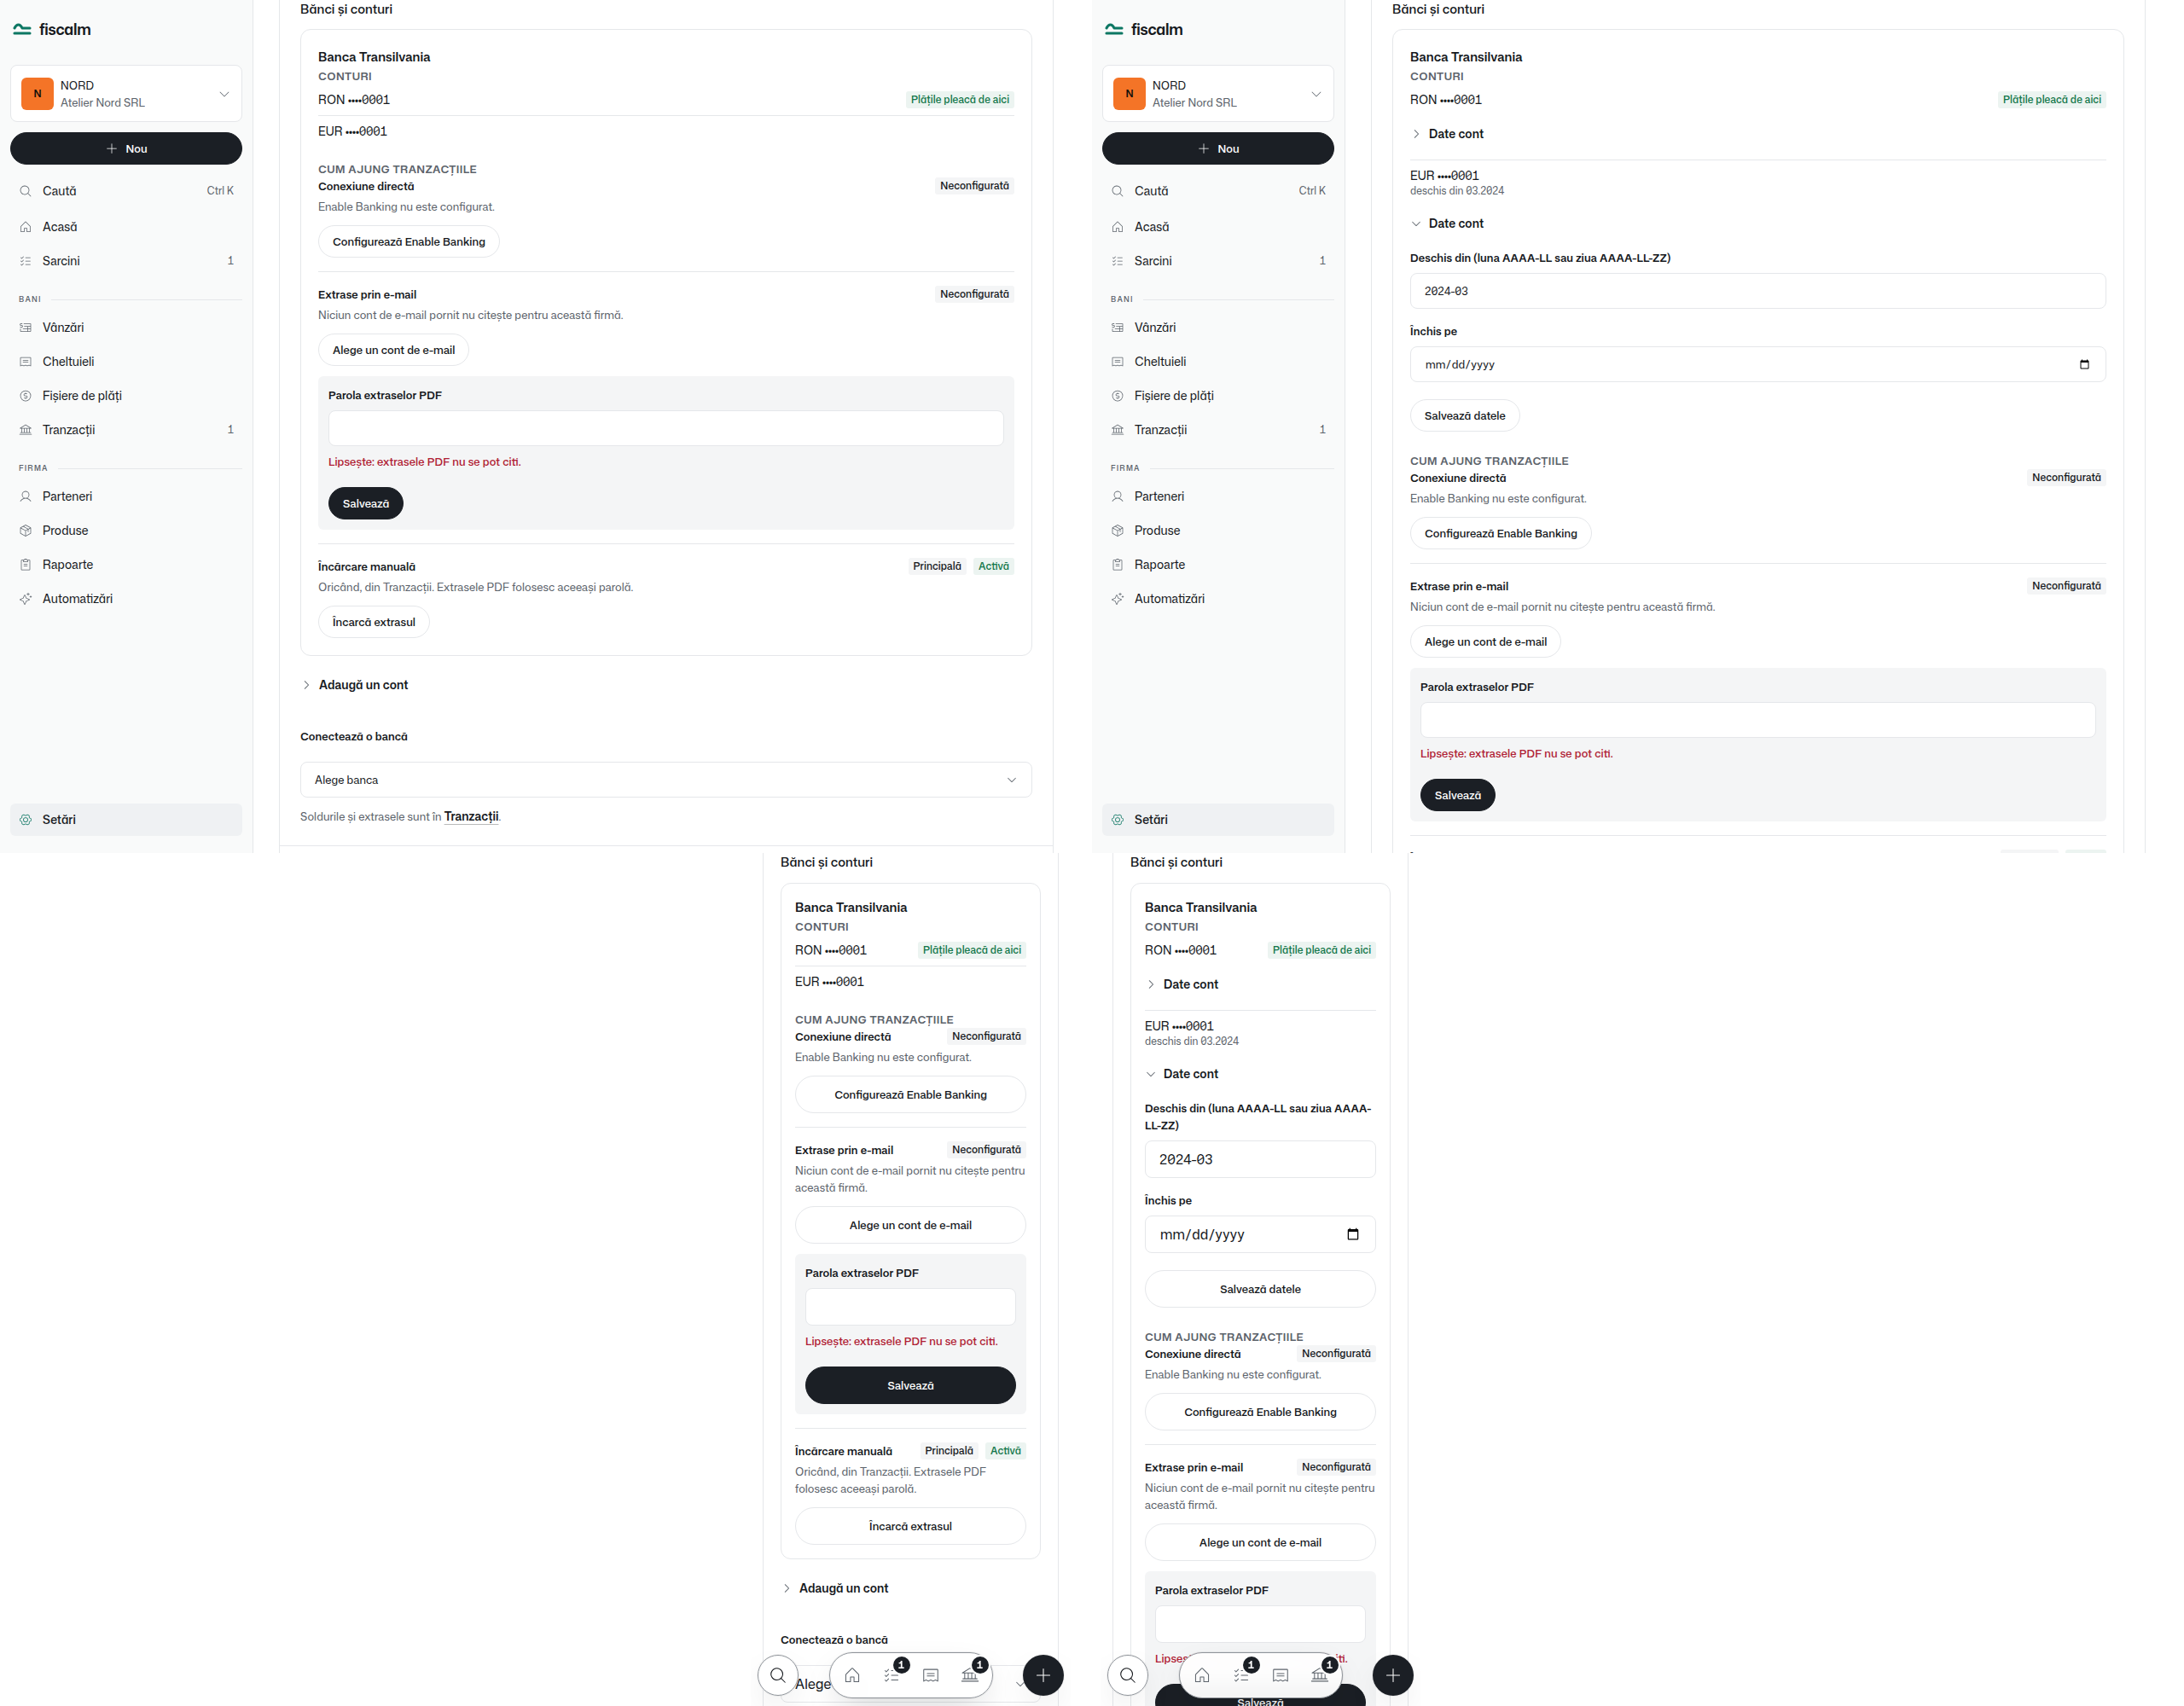 fiscalm
N
NORD
Atelier Nord SRL
Nou
Caută
Ctrl K
Acasă
Sarcini
1
BANI
Vânzări
Cheltuieli
Fișiere de plăți
Tranzacții
1
FIRMA
Parteneri
Produse
Rapoarte
Automatizări
Setări
Bănci și conturi
Banca Transilvania
CONTURI
RON ••••0001
Plățile pleacă de aici
EUR ••••0001
CUM AJUNG TRANZACȚIILE
Conexiune directă
Neconfigurată
Enable Banking nu este configurat.
Configurează Enable Banking
Extrase prin e-mail
Neconfigurată
Niciun cont de e-mail pornit nu citește pentru această firmă.
Alege un cont de e-mail
Parola extraselor PDF
Lipsește: extrasele PDF nu se pot citi.
Salvează
Încărcare manuală
Principală
Activă
Oricând, din Tranzacții. Extrasele PDF folosesc aceeași parolă.
Încarcă extrasul
Adaugă un cont
Conectează o bancă
Alege banca
Soldurile și extrasele sunt în Tranzacții.
fiscalm
N
NORD
Atelier Nord SRL
Nou
Caută
Ctrl K
Acasă
Sarcini
1
BANI
Vânzări
Cheltuieli
Fișiere de plăți
Tranzacții
1
FIRMA
Parteneri
Produse
Rapoarte
Automatizări
Setări
Bănci și conturi
Banca Transilvania
CONTURI
RON ••••0001
Plățile pleacă de aici
Date cont
EUR ••••0001
deschis din 03.2024
Date cont
Deschis din (luna AAAA-LL sau ziua AAAA-LL-ZZ)
2024-03
Închis pe
mm/dd/yyyy
Salvează datele
CUM AJUNG TRANZACȚIILE
Conexiune directă
Neconfigurată
Enable Banking nu este configurat.
Configurează Enable Banking
Extrase prin e-mail
Neconfigurată
Niciun cont de e-mail pornit nu citește pentru această firmă.
Alege un cont de e-mail
Parola extraselor PDF
Lipsește: extrasele PDF nu se pot citi.
Salvează
Bănci și conturi
Banca Transilvania
CONTURI
RON ••••0001
Plățile pleacă de aici
EUR ••••0001
CUM AJUNG TRANZACȚIILE
Conexiune directă
Neconfigurată
Enable Banking nu este configurat.
Configurează Enable Banking
Extrase prin e-mail
Neconfigurată
Niciun cont de e-mail pornit nu citește pentru
această firmă.
Alege un cont de e-mail
Parola extraselor PDF
Lipsește: extrasele PDF nu se pot citi.
Salvează
Încărcare manuală
Principală
Activă
Oricând, din Tranzacții. Extrasele PDF
folosesc aceeași parolă.
Încarcă extrasul
Adaugă un cont
Conectează o bancă
Alege
1
1
Bănci și conturi
Banca Transilvania
CONTURI
RON ••••0001
Plățile pleacă de aici
Date cont
EUR ••••0001
deschis din 03.2024
Date cont
Deschis din (luna AAAA-LL sau ziua AAAA-
LL-ZZ)
2024-03
Închis pe
mm/dd/yyyy
Salvează datele
CUM AJUNG TRANZACȚIILE
Conexiune directă
Neconfigurată
Enable Banking nu este configurat.
Configurează Enable Banking
Extrase prin e-mail
Neconfigurată
Niciun cont de e-mail pornit nu citește pentru
această firmă.
Alege un cont de e-mail
Parola extraselor PDF
1
1
Salvează